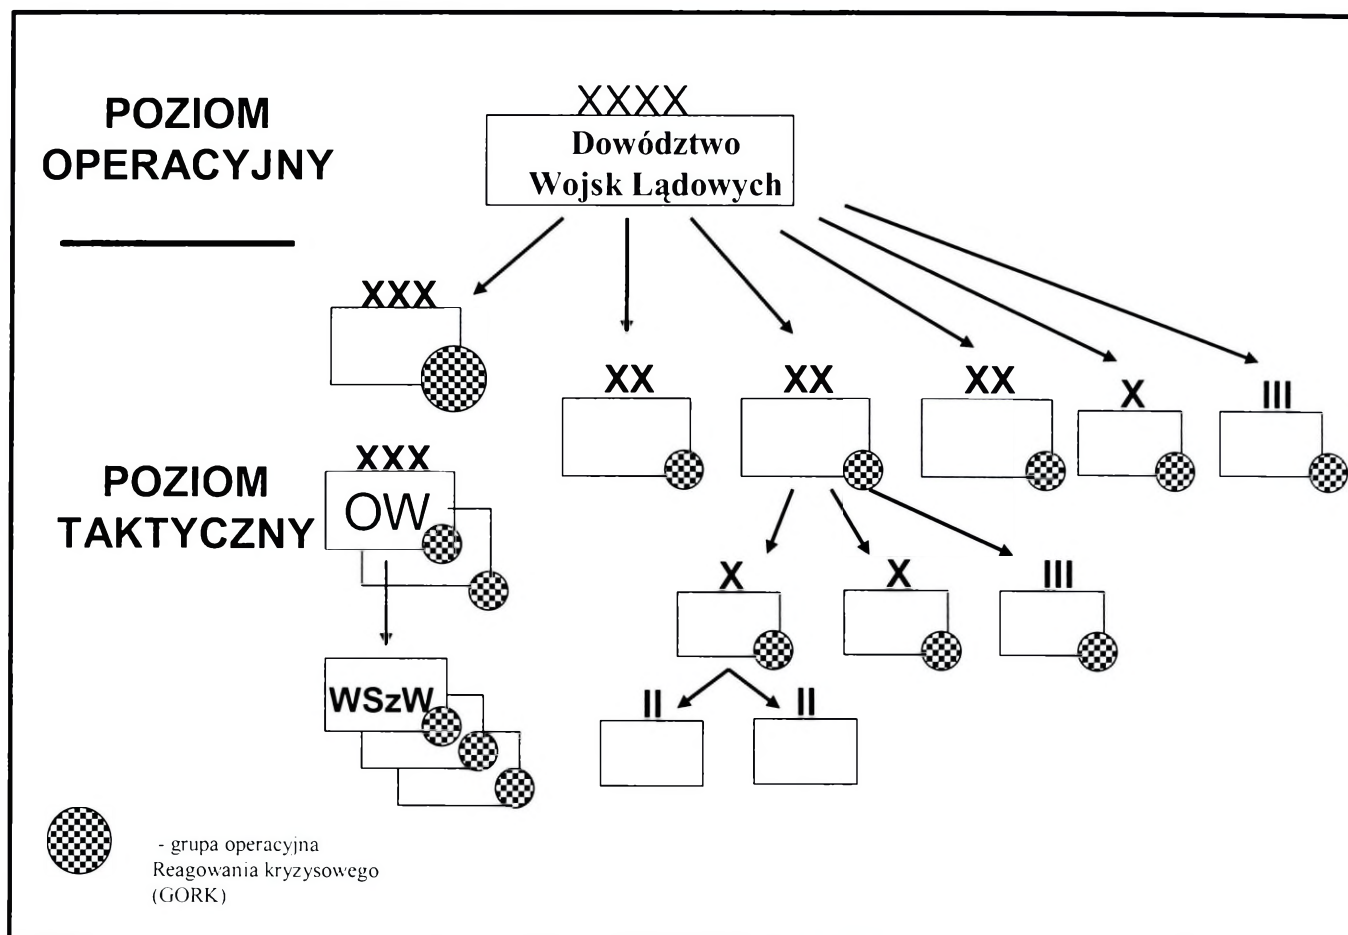 POZIOM
OPERACYJNY
XXXX
Dowództwo
Wojsk Lądowych
XXX
XX
XX
XX
X
III
POZIOM
TAKTYCZNY
XXX
OW
X
X
III
WSzW
II
II
- grupa operacyjna
Reagowania kryzysowego
(GORK)